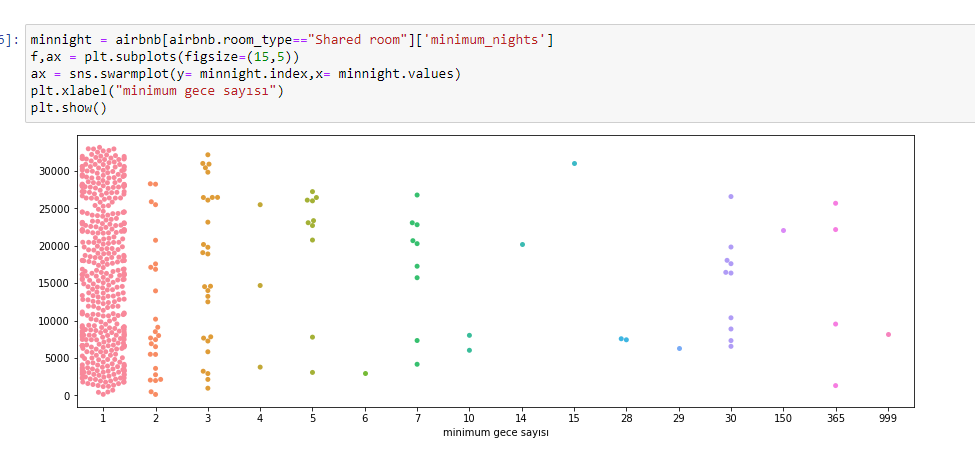 5]: minnight = airbnb[airbnb.room_type=="Shared room"]['minimum_nights']
f,ax = plt.subplots(figsize=(15,5))
ax = sns.swarmplot(y= minnight.index,x= minnight.values)
plt.xlabel("minimum gece sayısı")
plt.show()
30000
25000
20000
15000
10000
5000
0
1 2 3 4 5 6 7 10 14 15 28 29 30 150 365 999
minimum gece sayısı